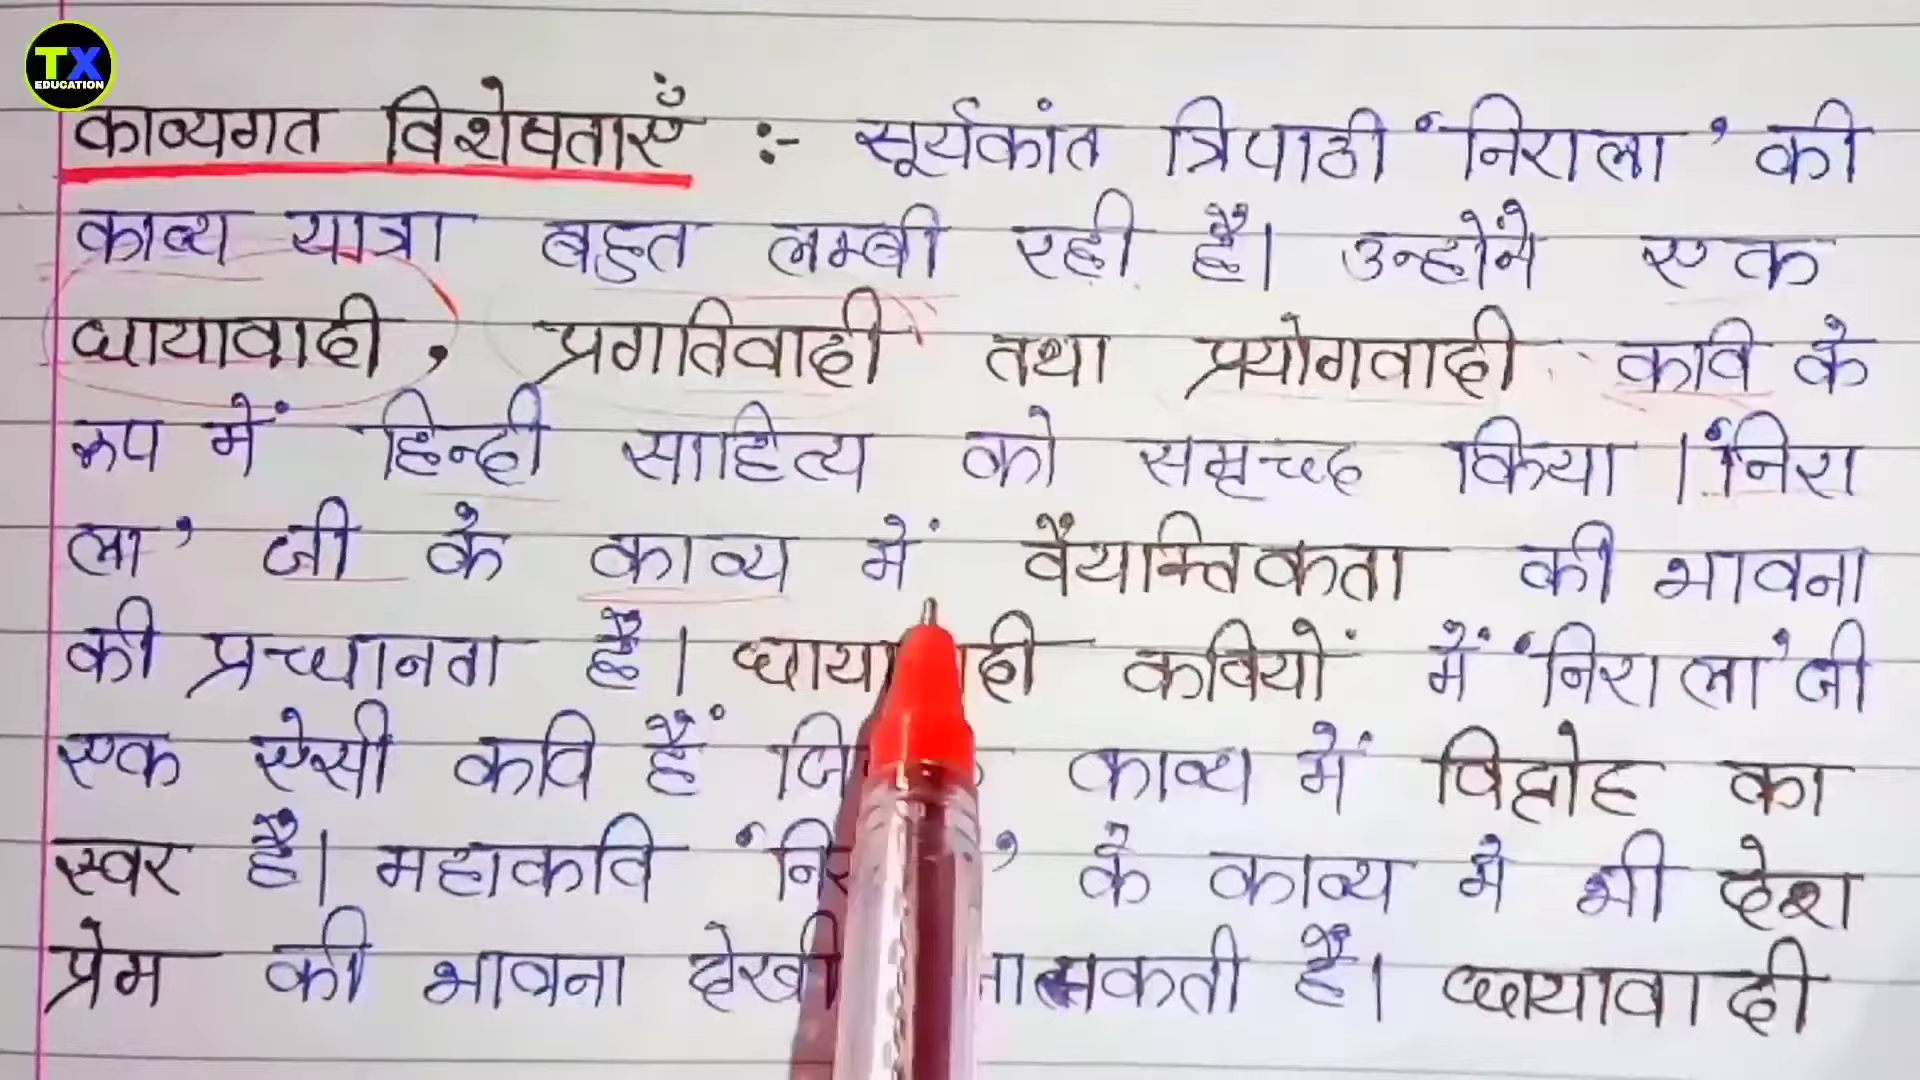 TX
EDUCATION
काव्यगत विशेषताएँ :- सूर्यकांत त्रिपाठी 'निराला' की
काव्य यात्रा बहुत लम्बी रही है। उन्होंने एक
छायावादी, प्रगतिवादी तथा प्रयोगवादी कवि के
रूप में हिन्दी साहित्य को समृध्द किया। 'निरा
ला' जी के काव्य में वैयक्तिकता की भावना
की प्रधानता है। कवियों में 'निराला' जी
एक ऐसी कवि हैं काव्य में विद्रोह का
स्वर है। महाकवि के काव्य मे भी देश
प्रेम की भावना देखी सकती है। छायावादी